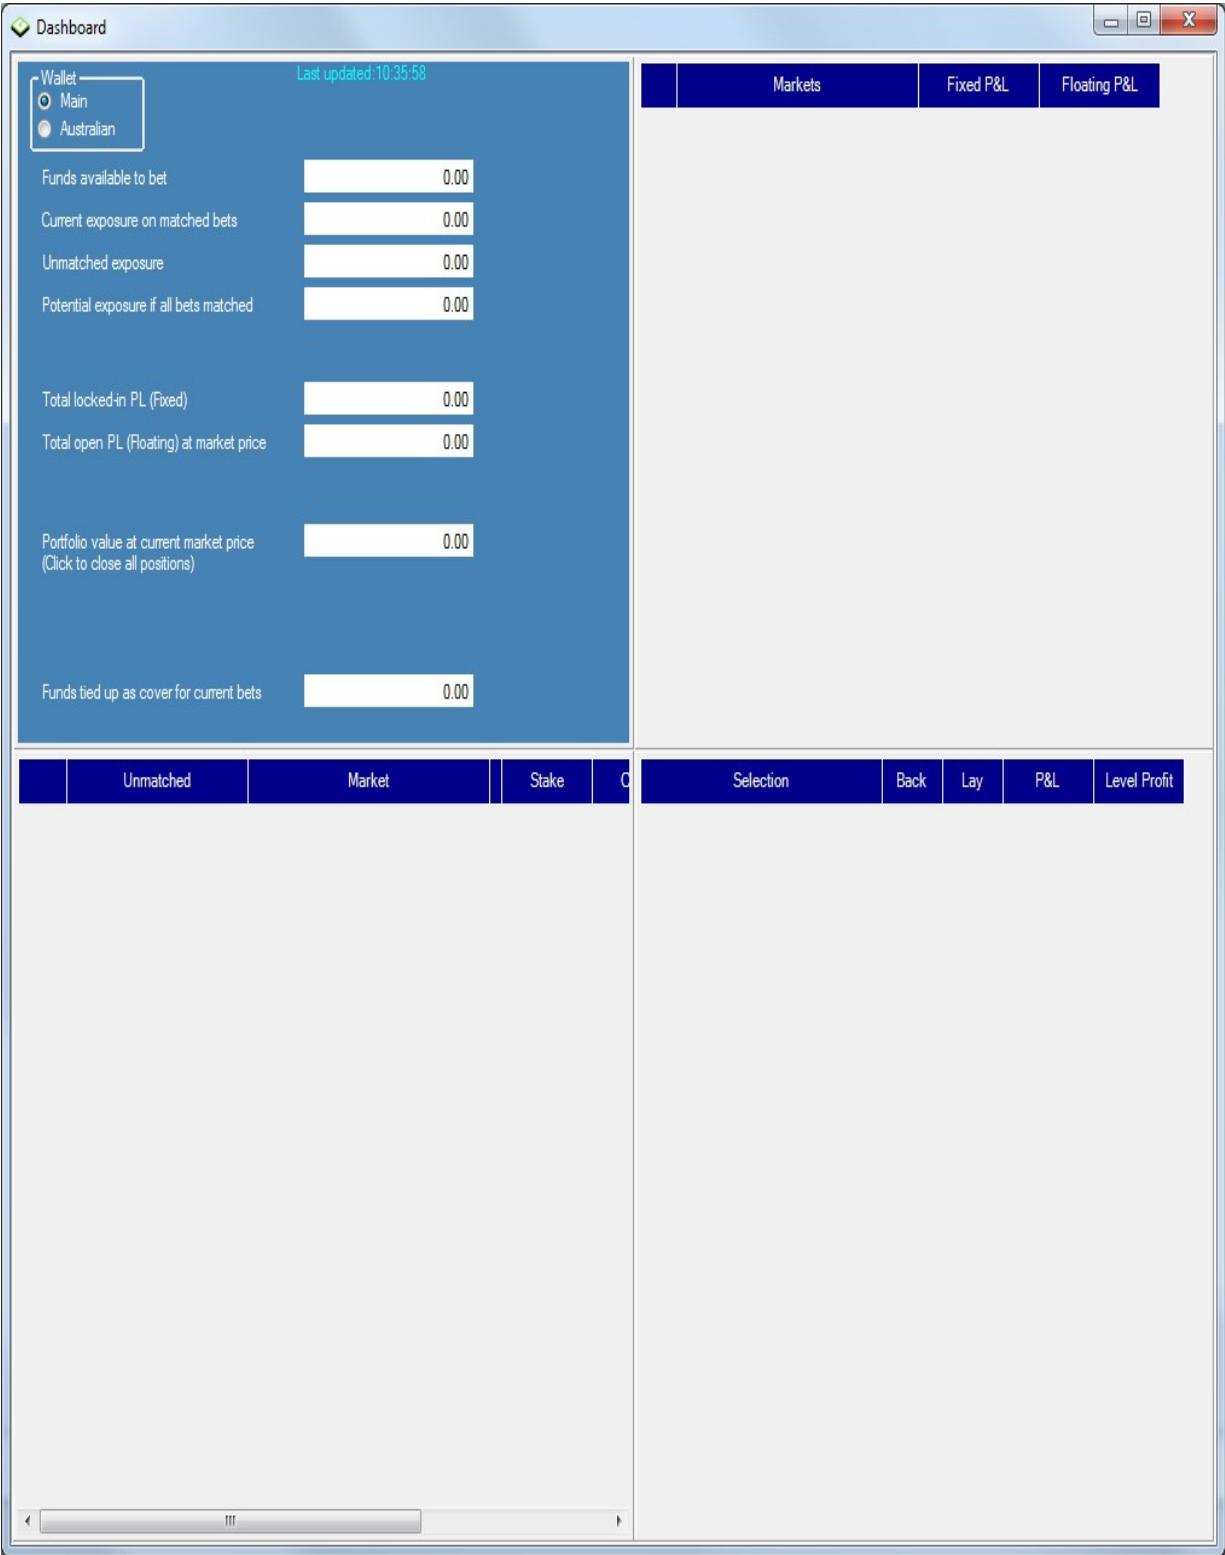 Dashboard
Last updated:10:35:58
Wallet
Main
Australian
Funds available to bet 0.00
Current exposure on matched bets 0.00
Unmatched exposure 0.00
Potential exposure if all bets matched 0.00
Total locked-in PL (Fixed) 0.00
Total open PL (Floating) at market price 0.00
Portfolio value at current market price 0.00
(Click to close all positions)
Funds tied up as cover for current bets 0.00
Markets Fixed P&L Floating P&L
Unmatched Market Stake
Selection Back Lay P&L Level Profit